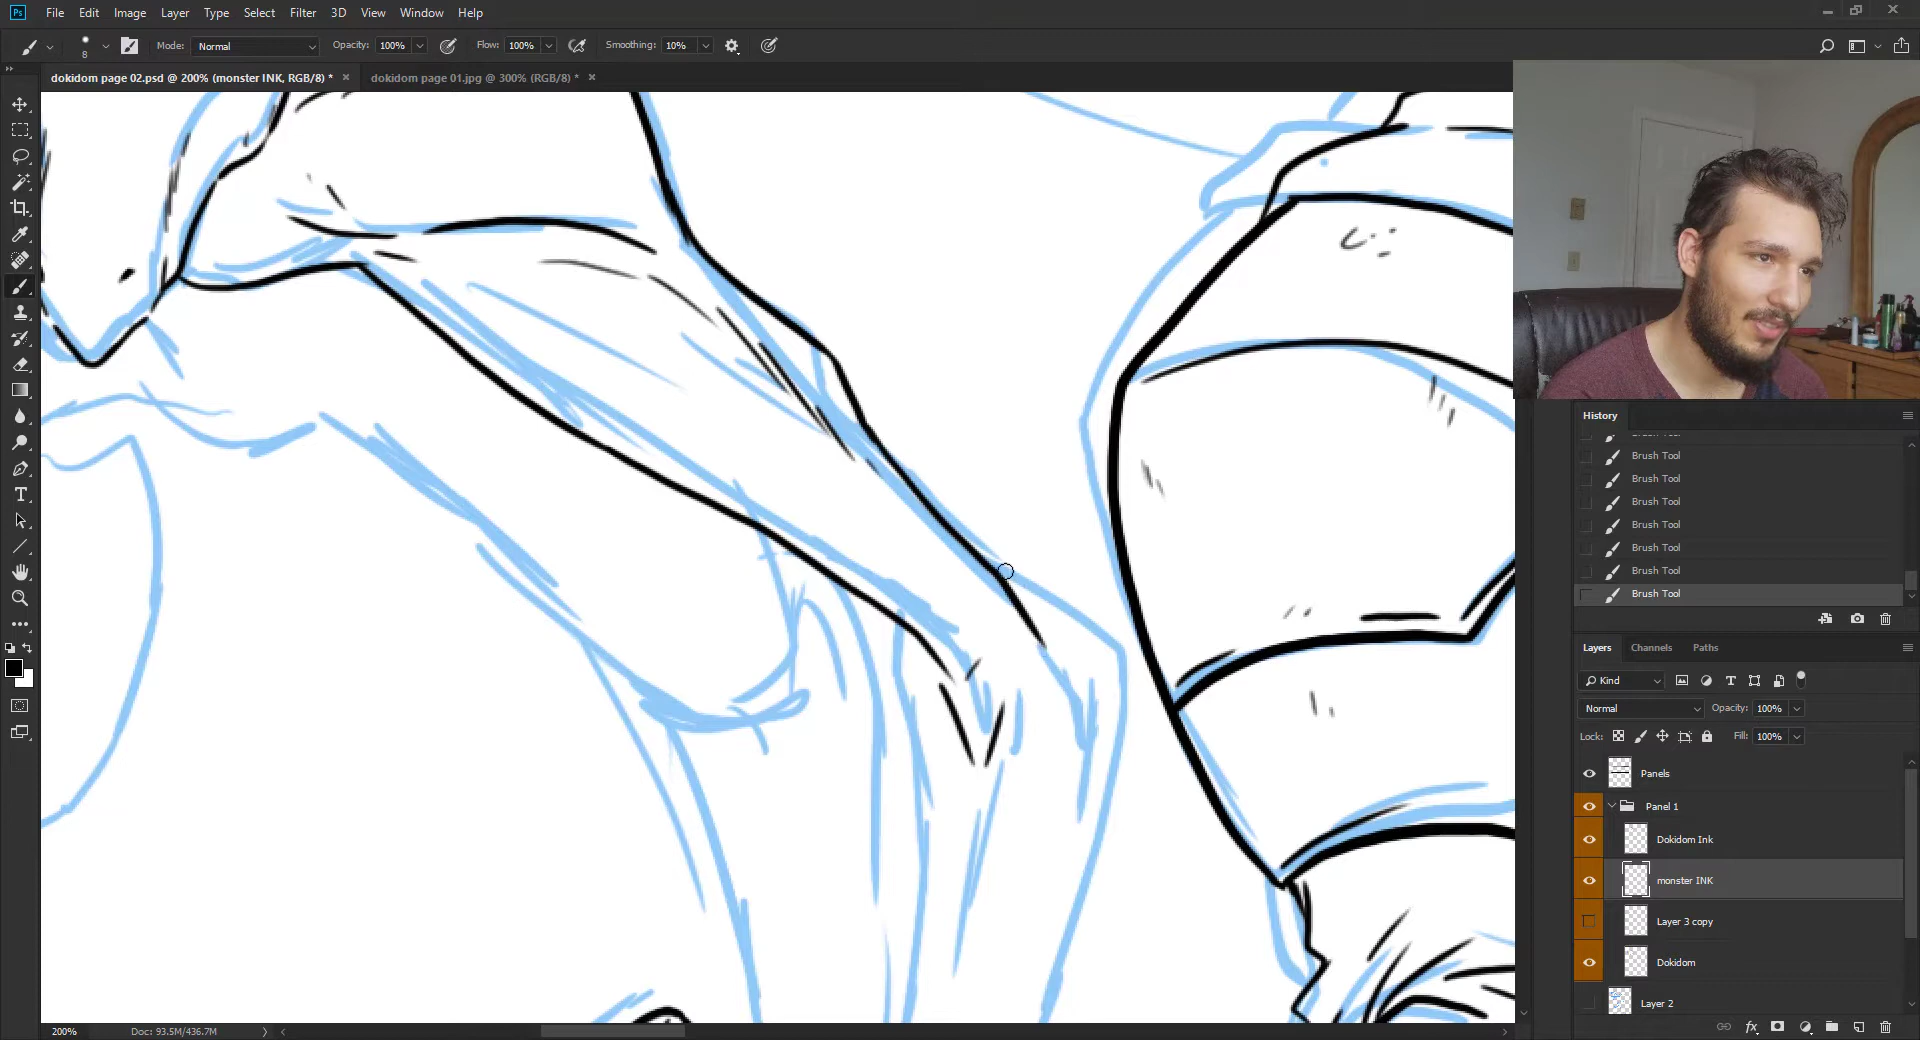 Ps File Edit Image Layer Type Select Filter 3D View Window Help
8 Mode: Normal Opacity: 100% Flow: 100% Smoothing: 10%
dokidom page 02.psd @ 200% (monster INK, RGB/8) * × dokidom page 01.jpg @ 300% (RGB/8) * ×
History
Brush Tool
Brush Tool
Brush Tool
Brush Tool
Brush Tool
Brush Tool
Brush Tool
Layers Channels Paths
Kind
Normal Opacity: 100%
Lock: Fill: 100%
Panels
Panel 1
Dokidom Ink
monster INK
Layer 3 copy
Dokidom
Layer 2
200% Doc: 93.5M/436.7M